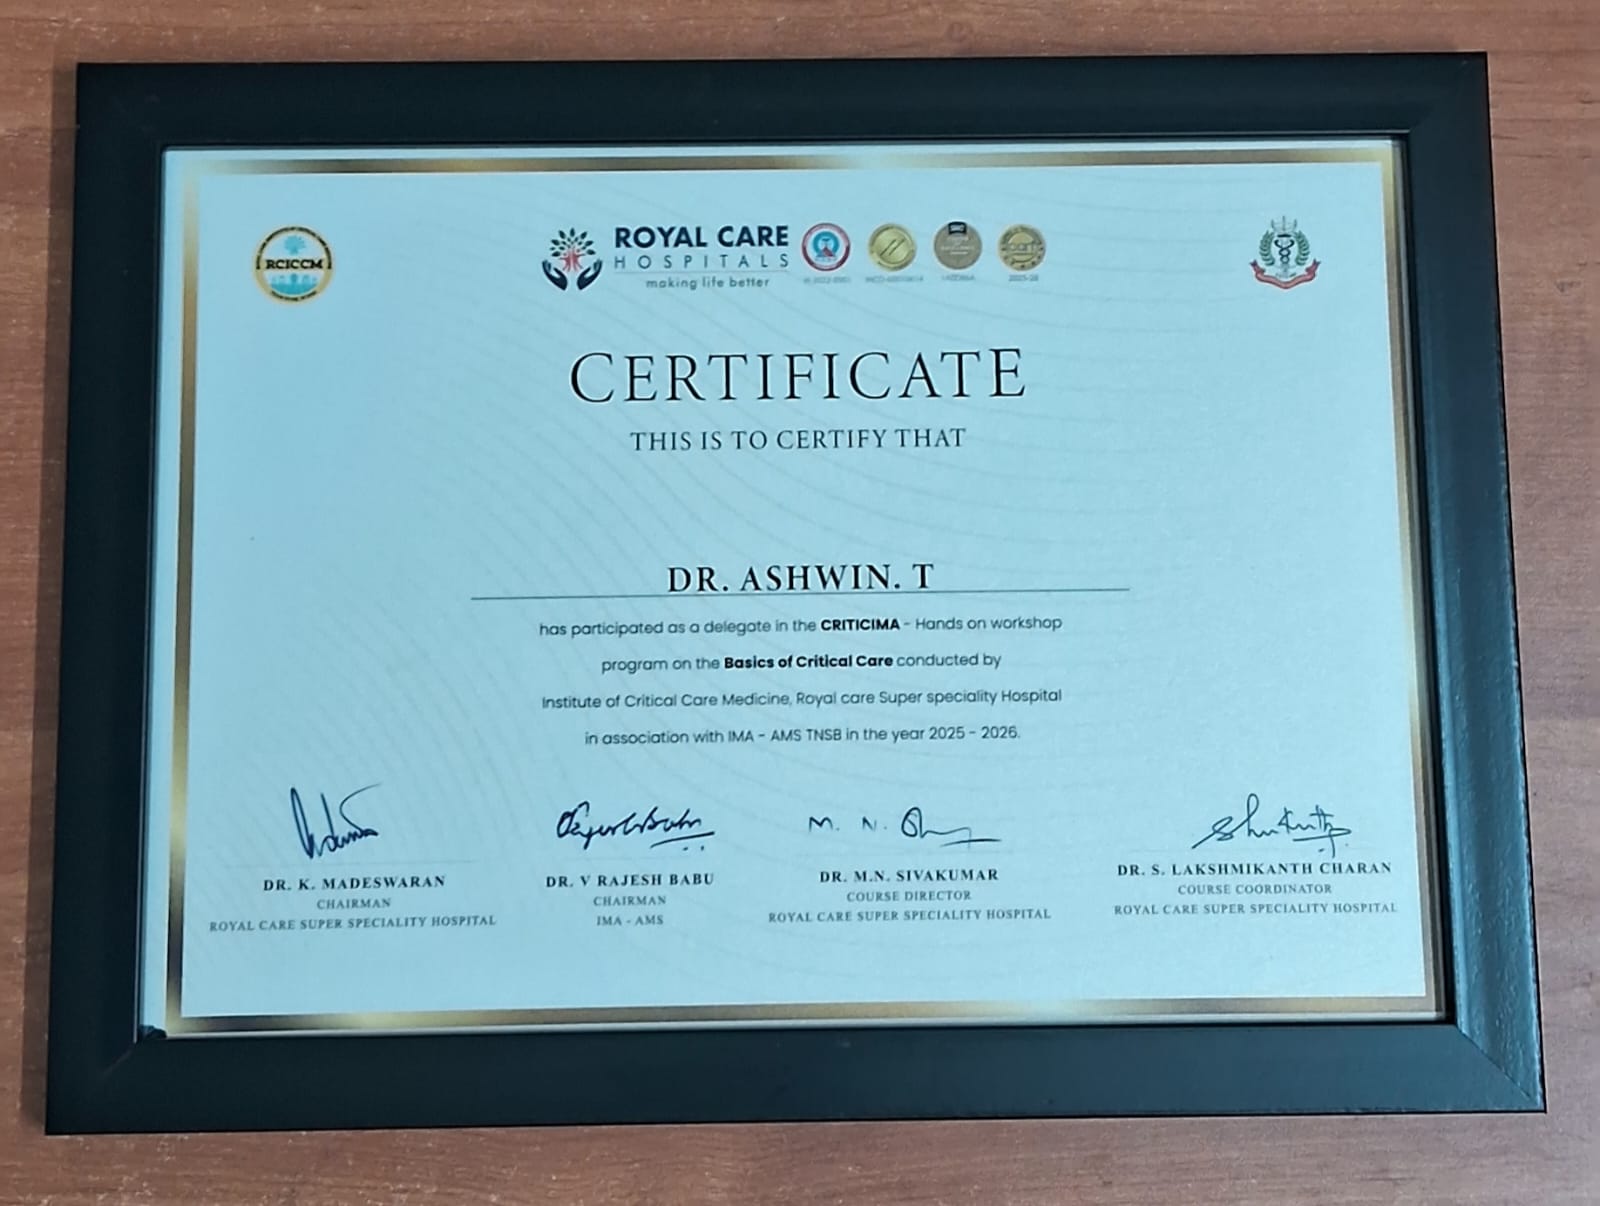 RCICCM
ROYAL CARE
HOSPITALS
making life better
CERTIFICATE
THIS IS TO CERTIFY THAT
DR. ASHWIN. T
has participated as a delegate in the CRITICIMA - Hands on workshop
program on the Basics of Critical Care conducted by
Institute of Critical Care Medicine, Royal care Super speciality Hospital
in association with IMA - AMS TNSB in the year 2025 - 2026.
M. N.
DR. K. MADESWARAN
CHAIRMAN
ROYAL CARE SUPER SPECIALITY HOSPITAL
DR. V RAJESH BABU
CHAIRMAN
IMA - AMS
DR. M.N. SIVAKUMAR
COURSE DIRECTOR
ROYAL CARE SUPER SPECIALITY HOSPITAL
DR. S. LAKSHMIKANTH CHARAN
COURSE COORDINATOR
ROYAL CARE SUPER SPECIALITY HOSPITAL